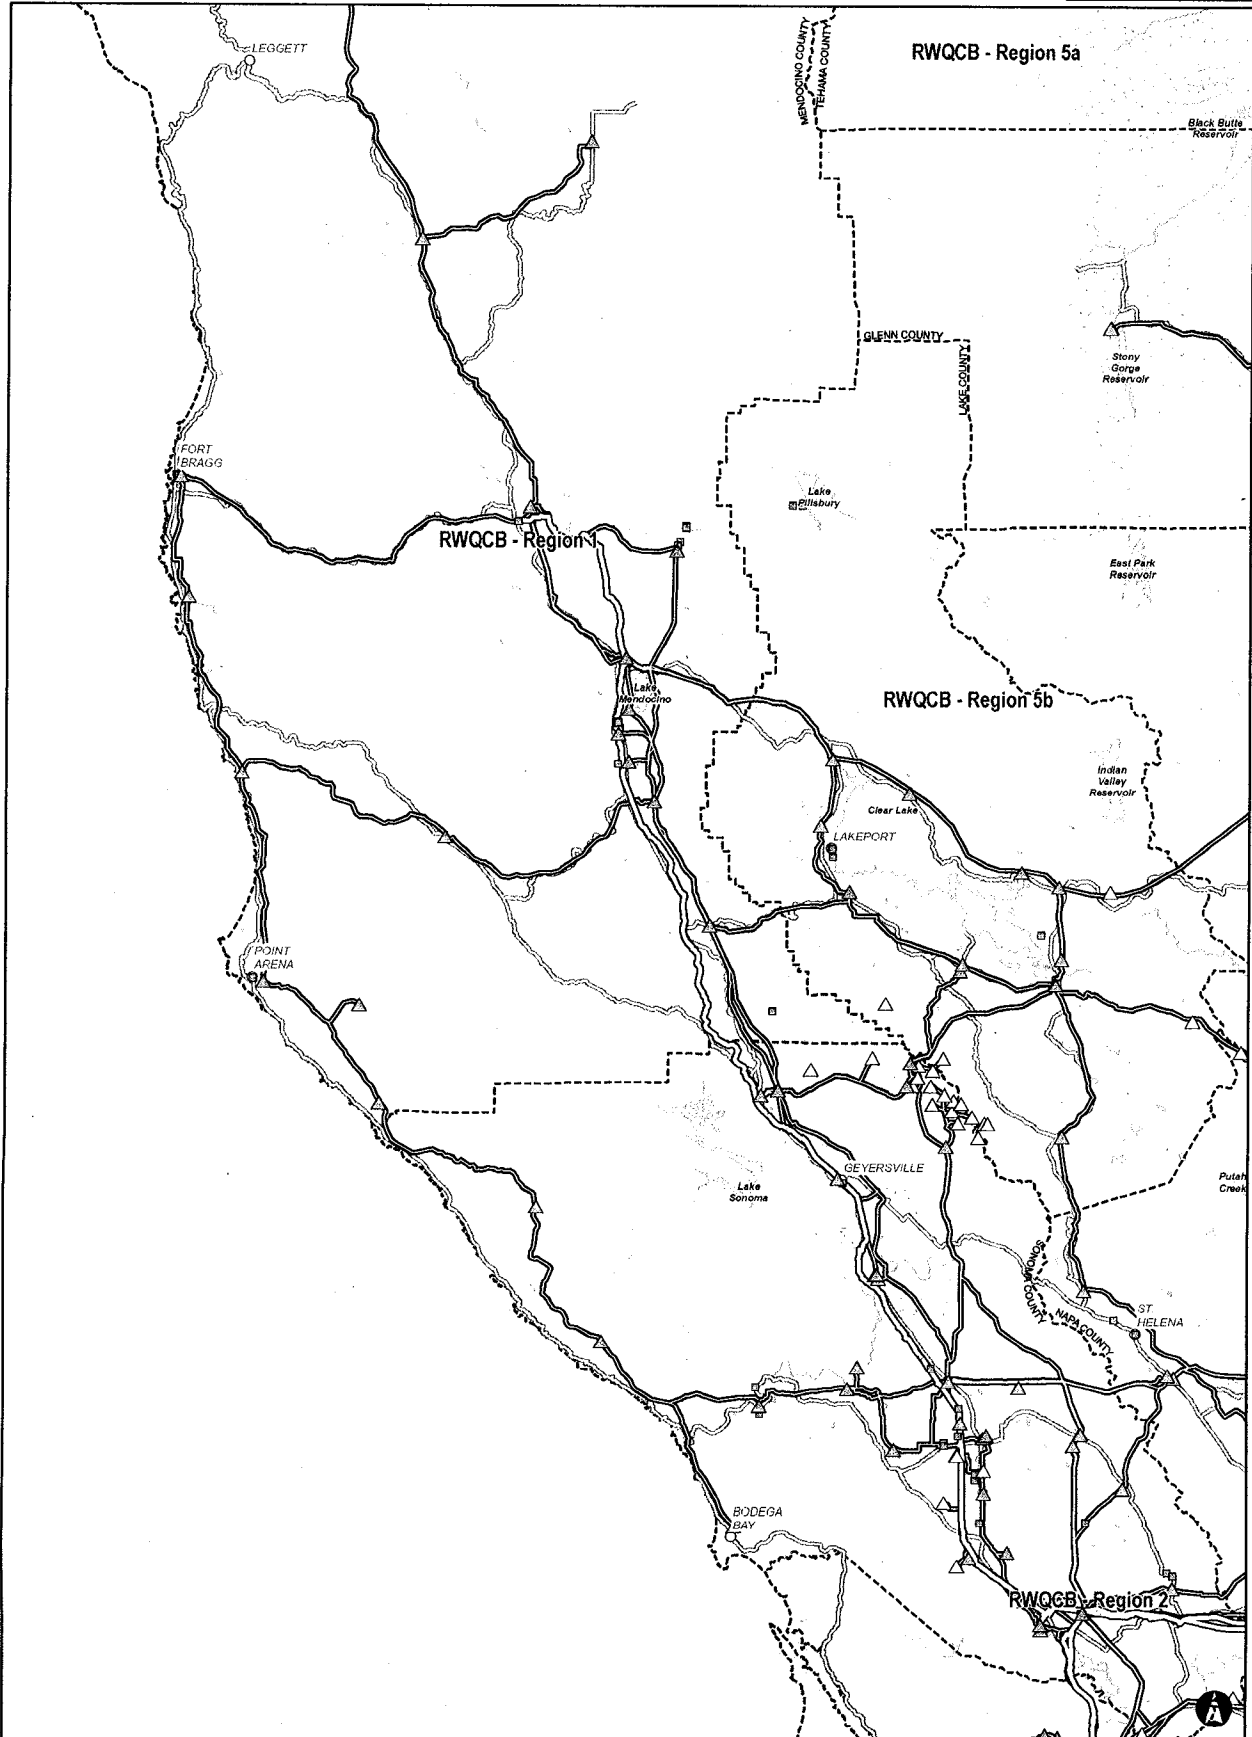 LEGGETT
MENDOCINO COUNTY
TEHAMA COUNTY
RWQCB - Region 5a
Black Butte
Reservoir
GLENN COUNTY
LAKE COUNTY
Stony
Gorge
Reservoir
FORT
BRAGG
Lake
Pillsbury
RWQCB - Region 1
East Park
Reservoir
Lake
Mendocino
RWQCB - Region 5b
Indian
Valley
Reservoir
Clear Lake
LAKEPORT
POINT
ARENA
GEYERSVILLE
Lake
Sonoma
Putah
Creek
SONOMA COUNTY
NAPA COUNTY
ST.
HELENA
BODEGA
BAY
RWQCB - Region 2